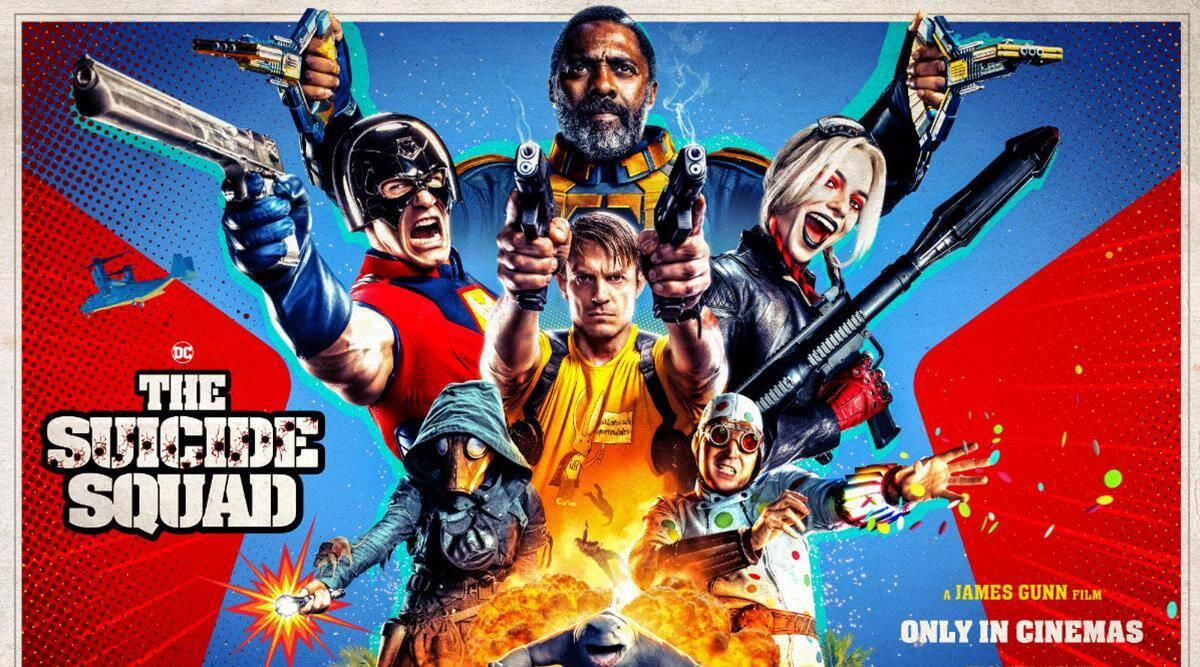 DC
THE
SUICIDE
SQUAD
A JAMES GUNN FILM
ONLY IN CINEMAS